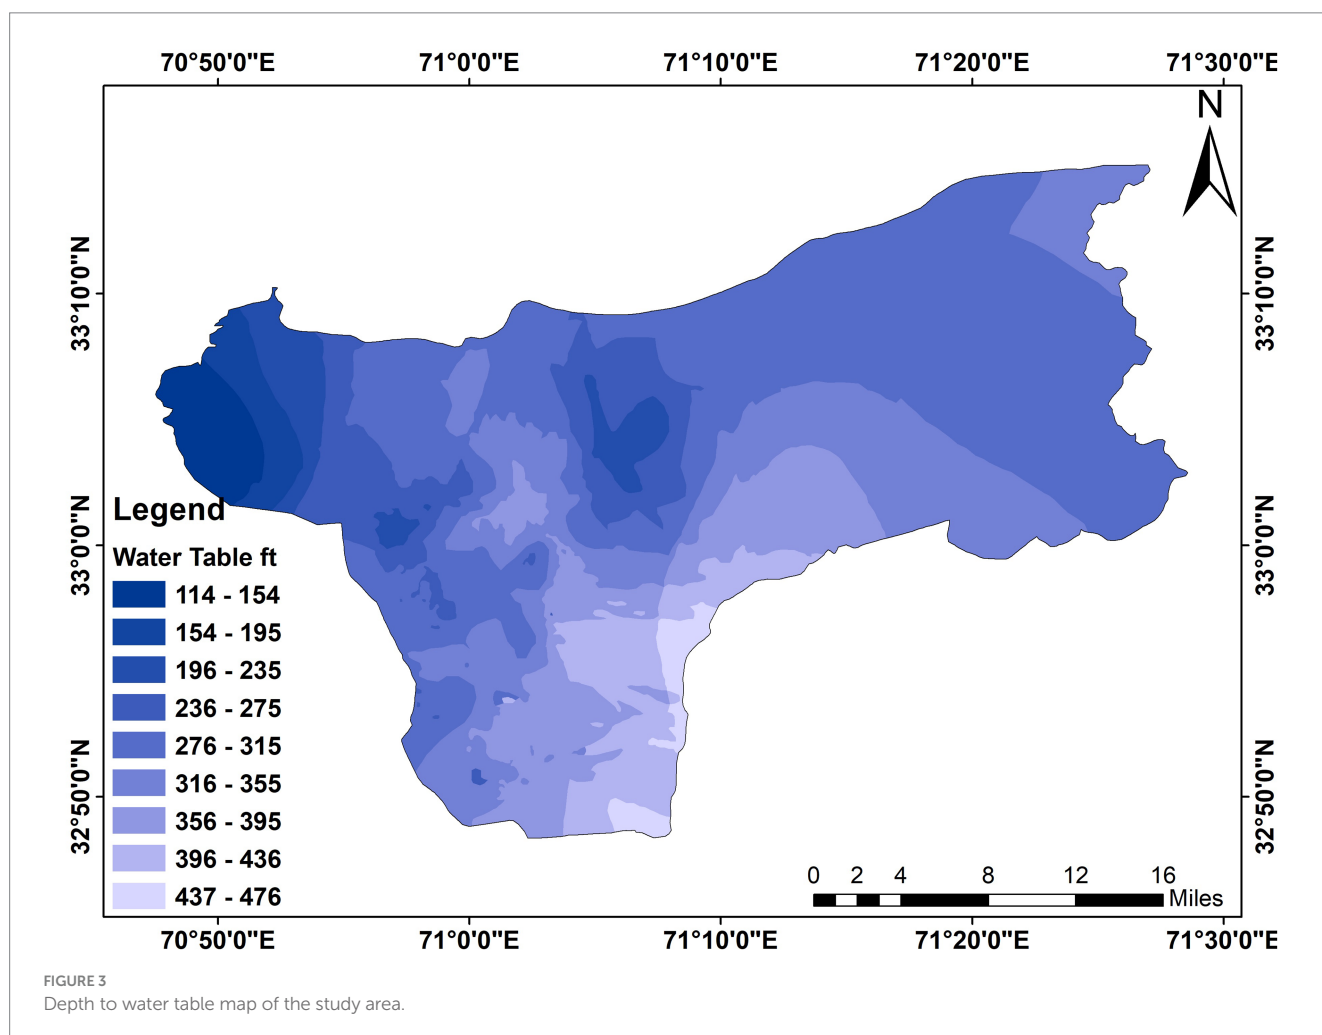 70°50'0"E 71°0'0"E 71°10'0"E 71°20'0"E 71°30'0"E
N
33°10'0"N 33°10'0"N
Legend
33°0'0"N 33°0'0"N
Water Table ft
114 - 154
154 - 195
196 - 235
236 - 275
276 - 315
316 - 355
356 - 395
396 - 436
437 - 476
32°50'0"N 32°50'0"N
0 2 4 8 12 16
Miles
70°50'0"E 71°0'0"E 71°10'0"E 71°20'0"E 71°30'0"E
FIGURE 3
Depth to water table map of the study area.